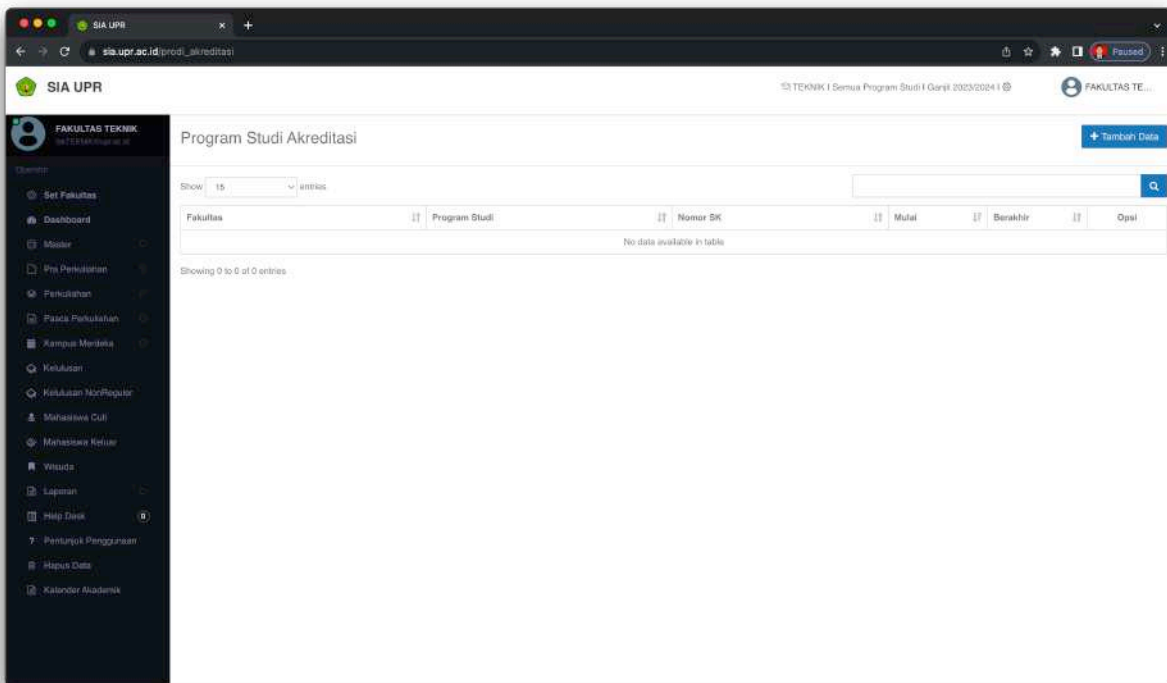 SIA UPR
sia.upr.ac.id/prodi_akreditasi
Paused
SIA UPR
TEKNIK | Semua Program Studi | Ganjil 2023/2024 |
FAKULTAS TE...
FAKULTAS TEKNIK
Operator
Program Studi Akreditasi
+ Tambah Data
Set Fakultas
Dashboard
Master
Pra Perkuliahan
Perkuliahan
Pasca Perkuliahan
Kampus Merdeka
Kelulusan
Kelulusan NonReguler
Mahasiswa Cuti
Mahasiswa Keluar
Wisuda
Laporan
Help Desk 0
? Pentunjok Penggunaan
Hapus Data
Kalander Akademik
Show 15 entries
Fakultas Program Studi Nomor SK Mulai Berakhir Opsi
No data available in table
Showing 0 to 0 of 0 entries